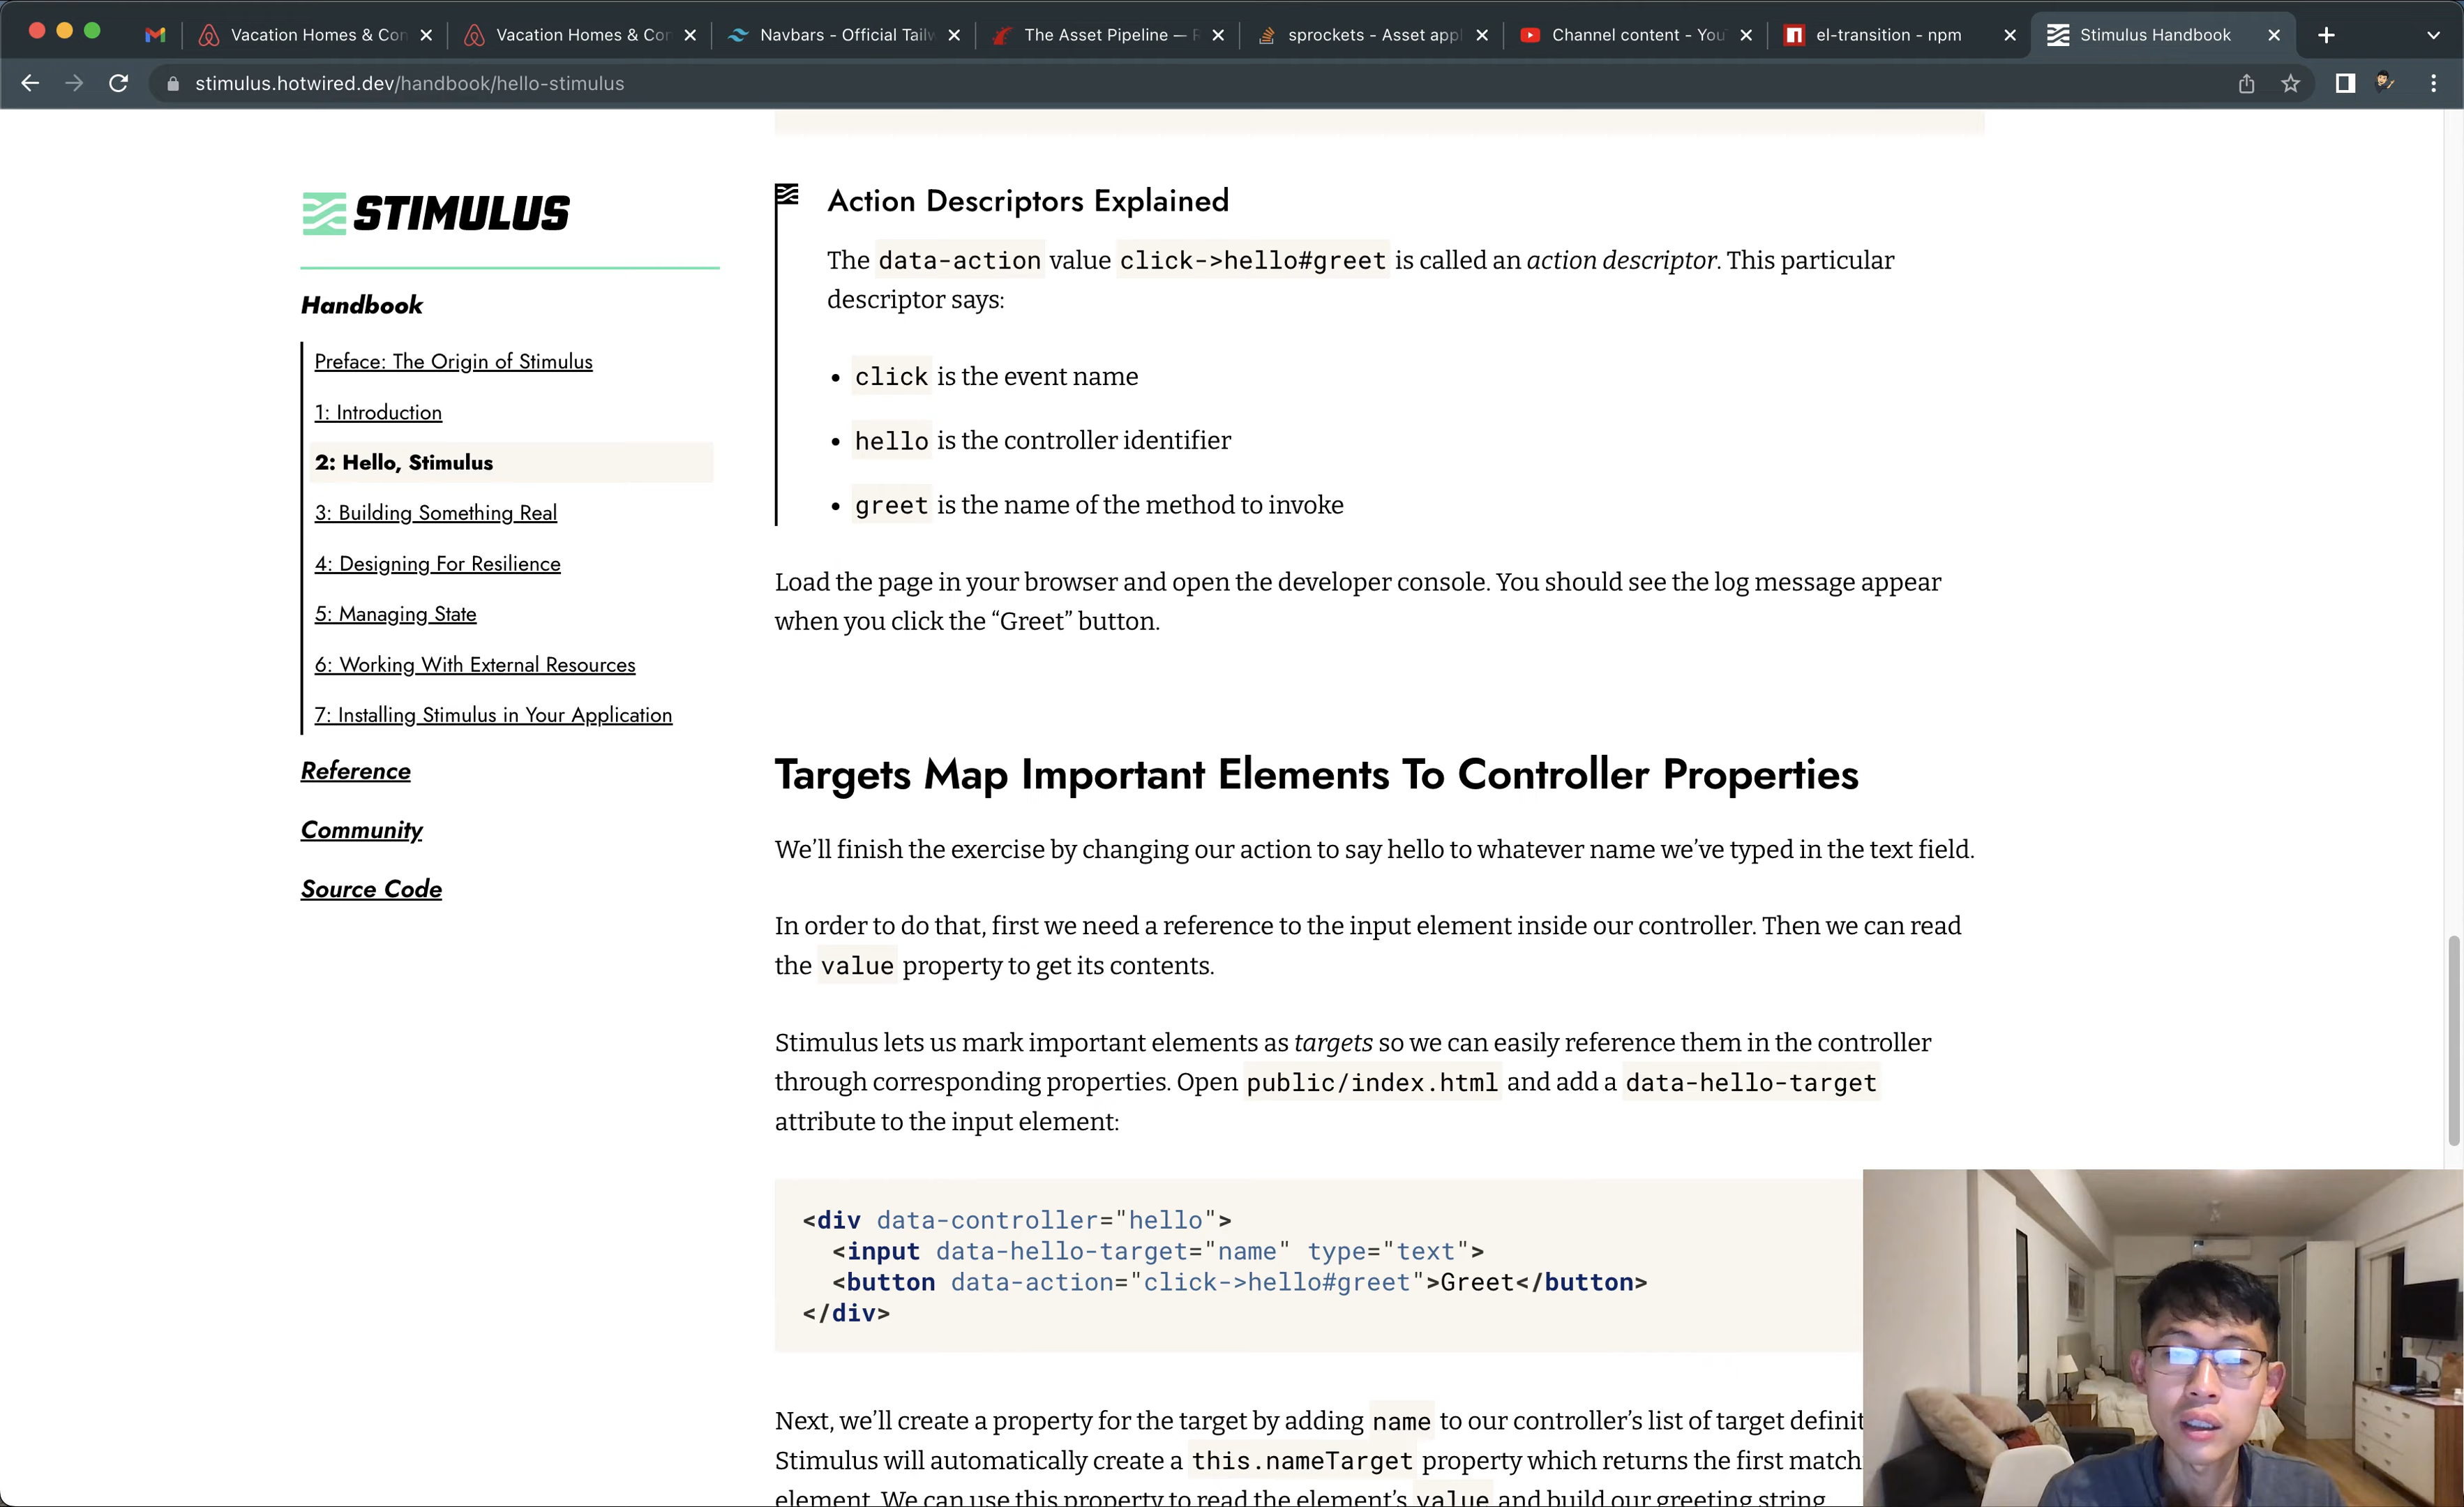 Vacation Homes & Con
Vacation Homes & Con
Navbars - Official Tailw
The Asset Pipeline — R
sprockets - Asset appl
Channel content - You
el-transition - npm
Stimulus Handbook
stimulus.hotwired.dev/handbook/hello-stimulus
STIMULUS
Handbook
Preface: The Origin of Stimulus
1: Introduction
2: Hello, Stimulus
3: Building Something Real
4: Designing For Resilience
5: Managing State
6: Working With External Resources
7: Installing Stimulus in Your Application
Reference
Community
Source Code
Action Descriptors Explained
The data-action value click->hello#greet is called an action descriptor. This particular
descriptor says:
• click is the event name
• hello is the controller identifier
• greet is the name of the method to invoke
Load the page in your browser and open the developer console. You should see the log message appear
when you click the “Greet” button.
Targets Map Important Elements To Controller Properties
We’ll finish the exercise by changing our action to say hello to whatever name we’ve typed in the text field.
In order to do that, first we need a reference to the input element inside our controller. Then we can read
the value property to get its contents.
Stimulus lets us mark important elements as targets so we can easily reference them in the controller
through corresponding properties. Open public/index.html and add a data-hello-target
attribute to the input element:
<div data-controller="hello">
<input data-hello-target="name" type="text">
<button data-action="click->hello#greet">Greet</button>
</div>
Next, we’ll create a property for the target by adding name to our controller’s list of target definit
Stimulus will automatically create a this.nameTarget property which returns the first match
element. We can use this property to read the element’s value and build our greeting string.